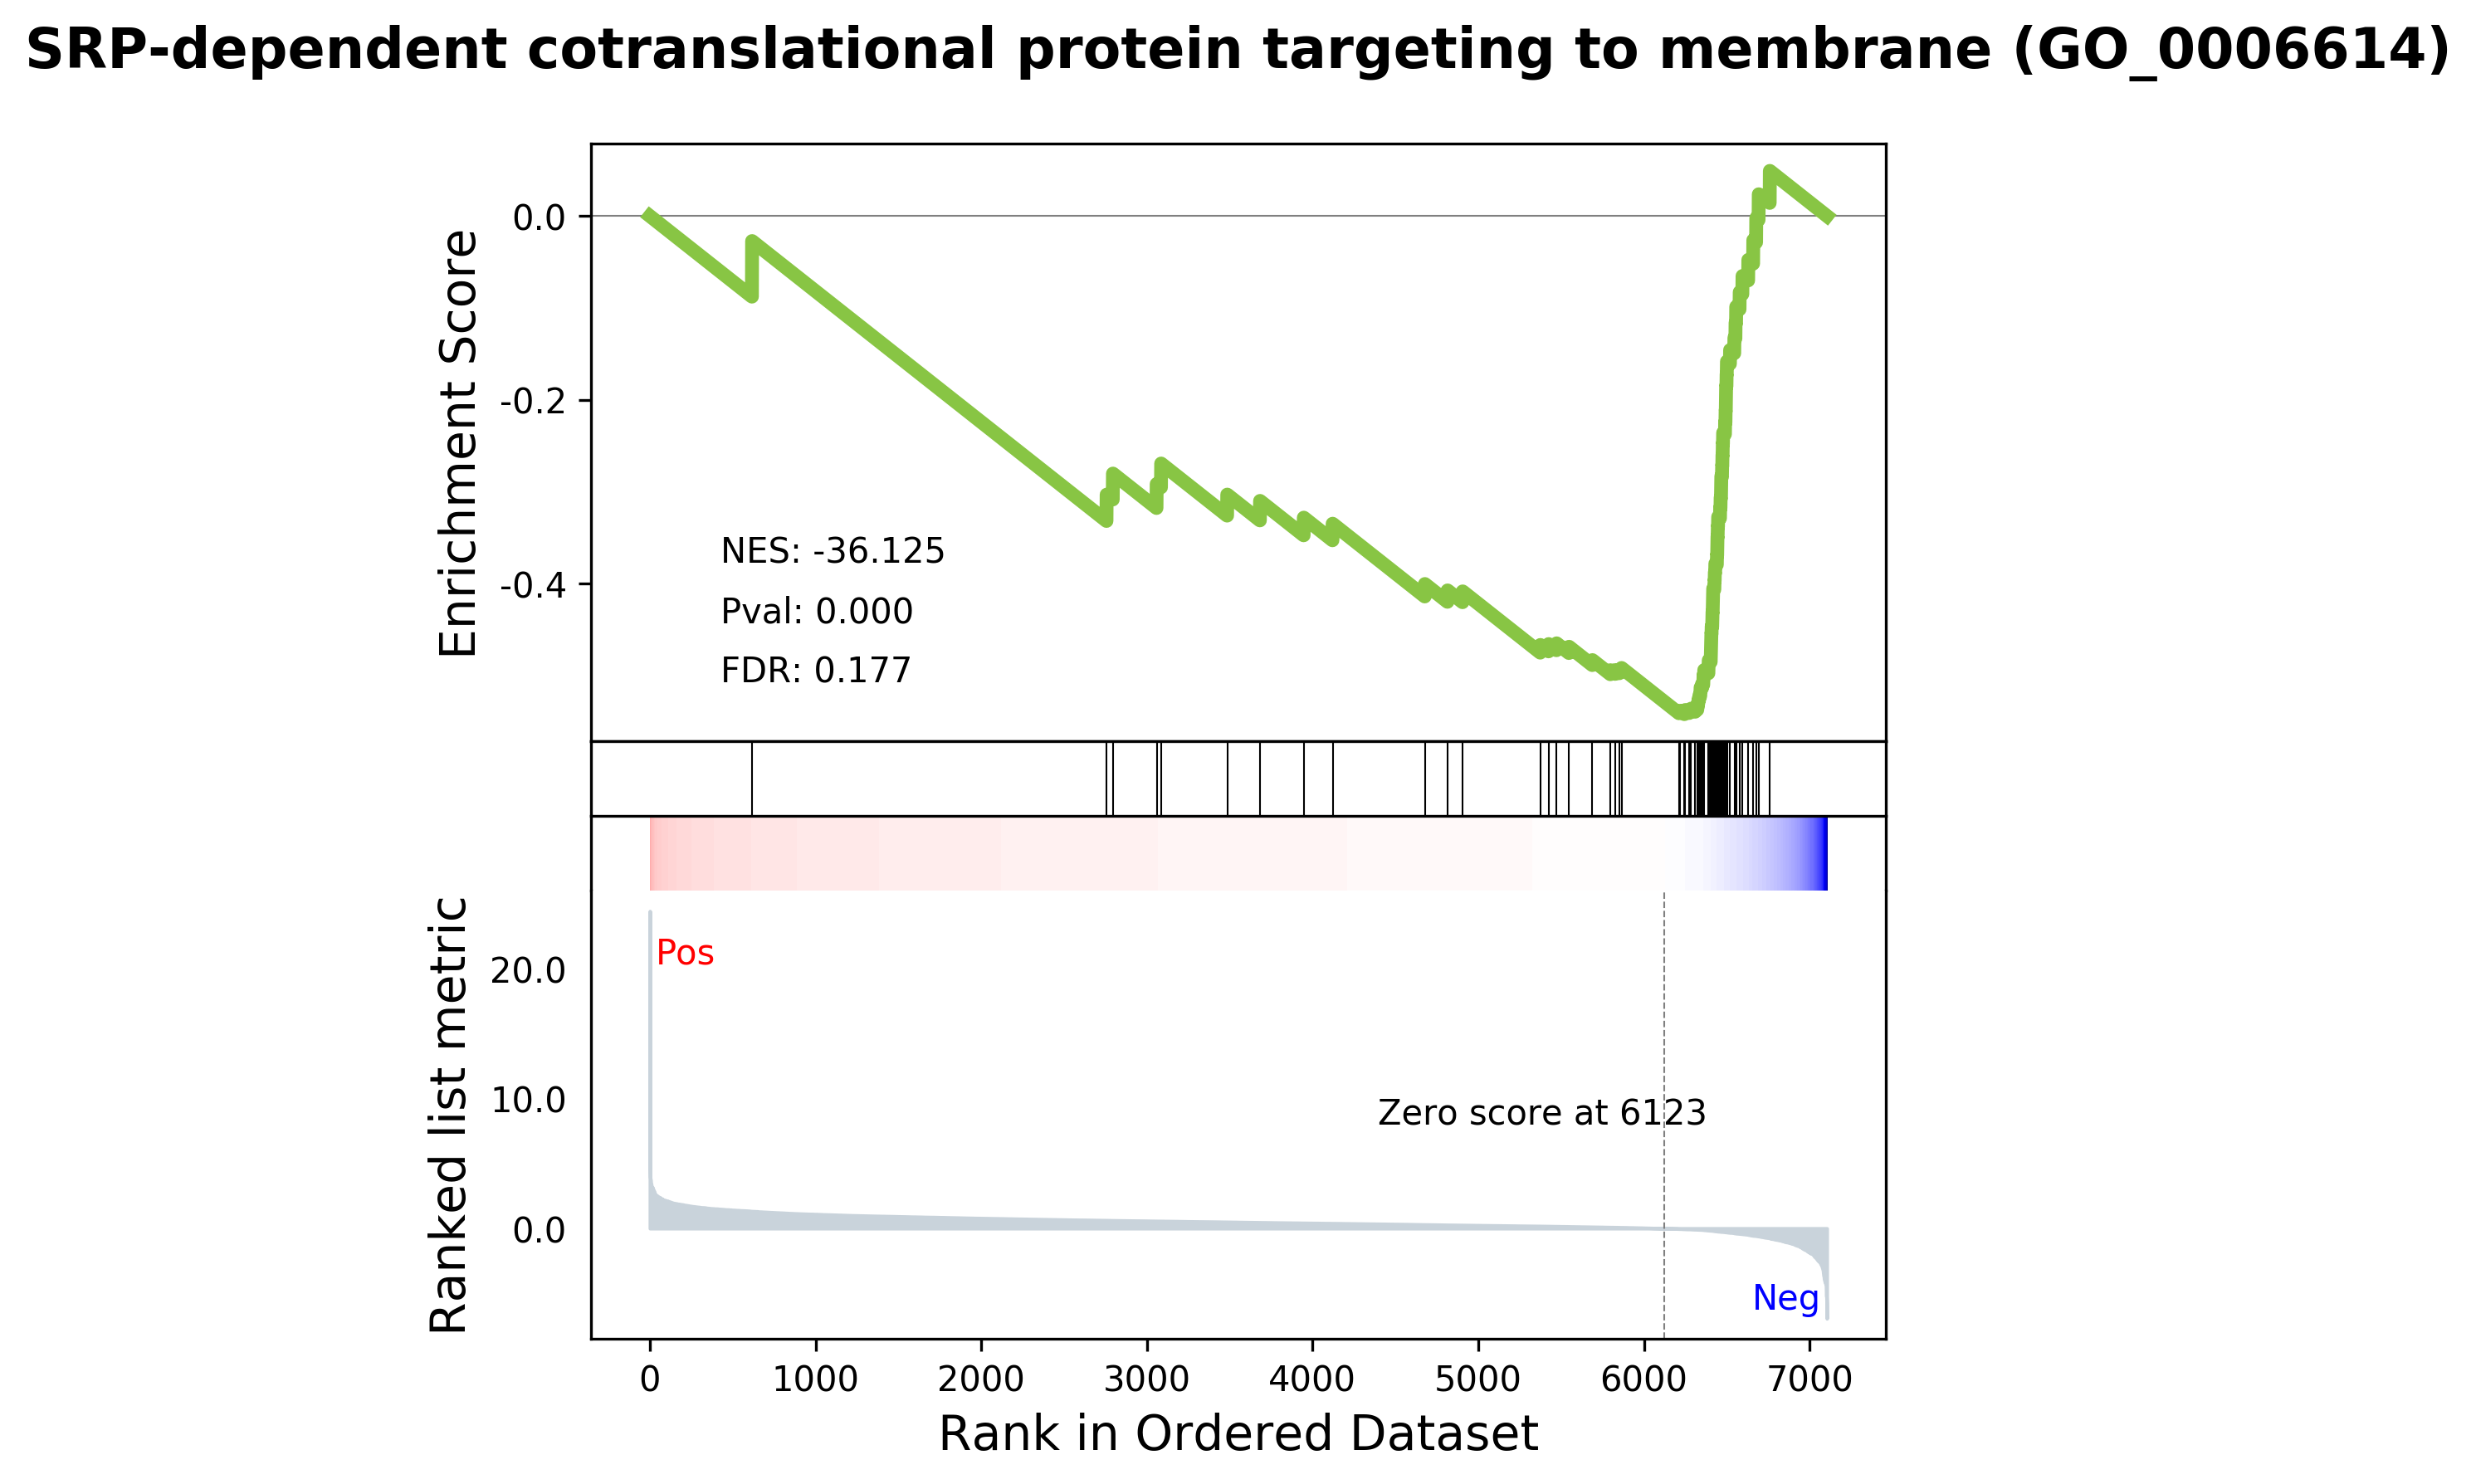 SRP-dependent cotranslational protein targeting to membrane (GO_0006614)
Enrichment Score
0.0
-0.2
-0.4
NES: -36.125
Pval: 0.000
FDR: 0.177
Ranked list metric
20.0
10.0
0.0
Pos
Zero score at 6123
Neg
0 1000 2000 3000 4000 5000 6000 7000
Rank in Ordered Dataset